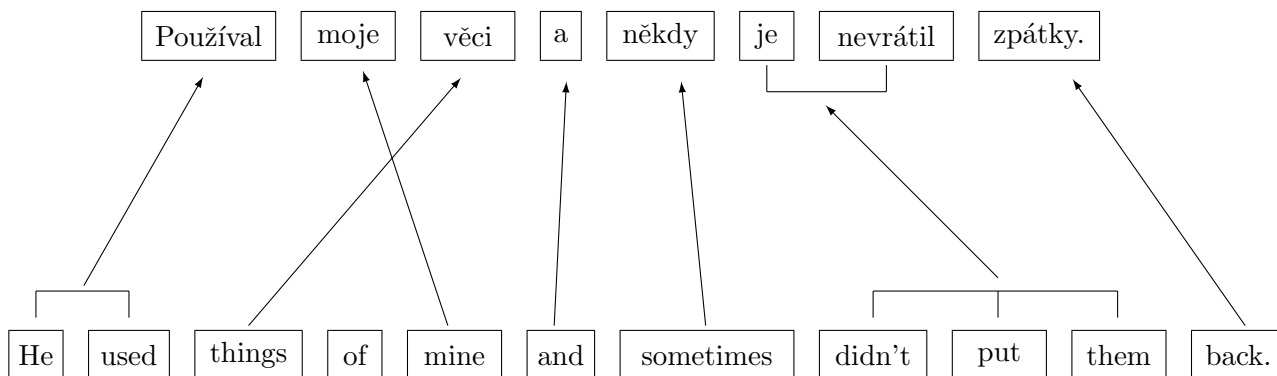 Používal moje věci a někdy je nevrátil zpátky.
He used things of mine and sometimes didn't put them back.